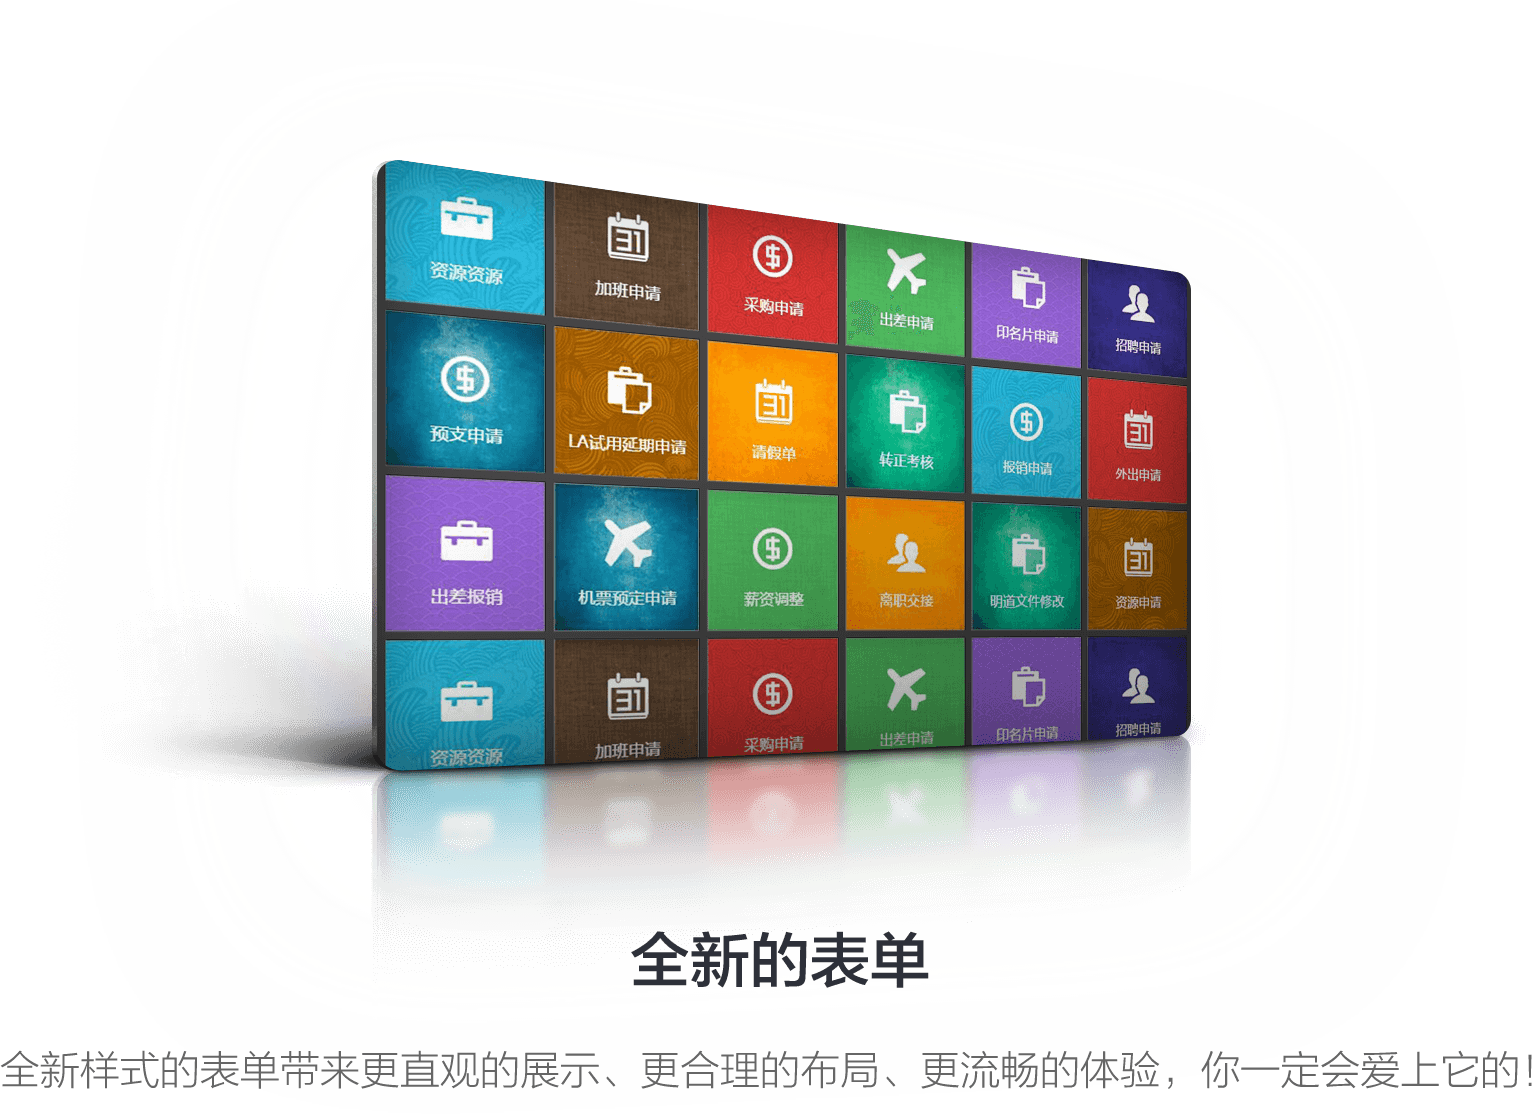 资源资源
加班申请
采购申请
出差申请
印名片申请
招聘申请
预支申请
LA试用延期申请
请假单
转正考核
报销申请
外出申请
出差报销
机票预定申请
薪资调整
离职交接
明道文件修改
资源申请
资源资源
加班申请
采购申请
出差申请
印名片申请
招聘申请
全新的表单
全新样式的表单带来更直观的展示、更合理的布局、更流畅的体验，你一定会爱上它的！